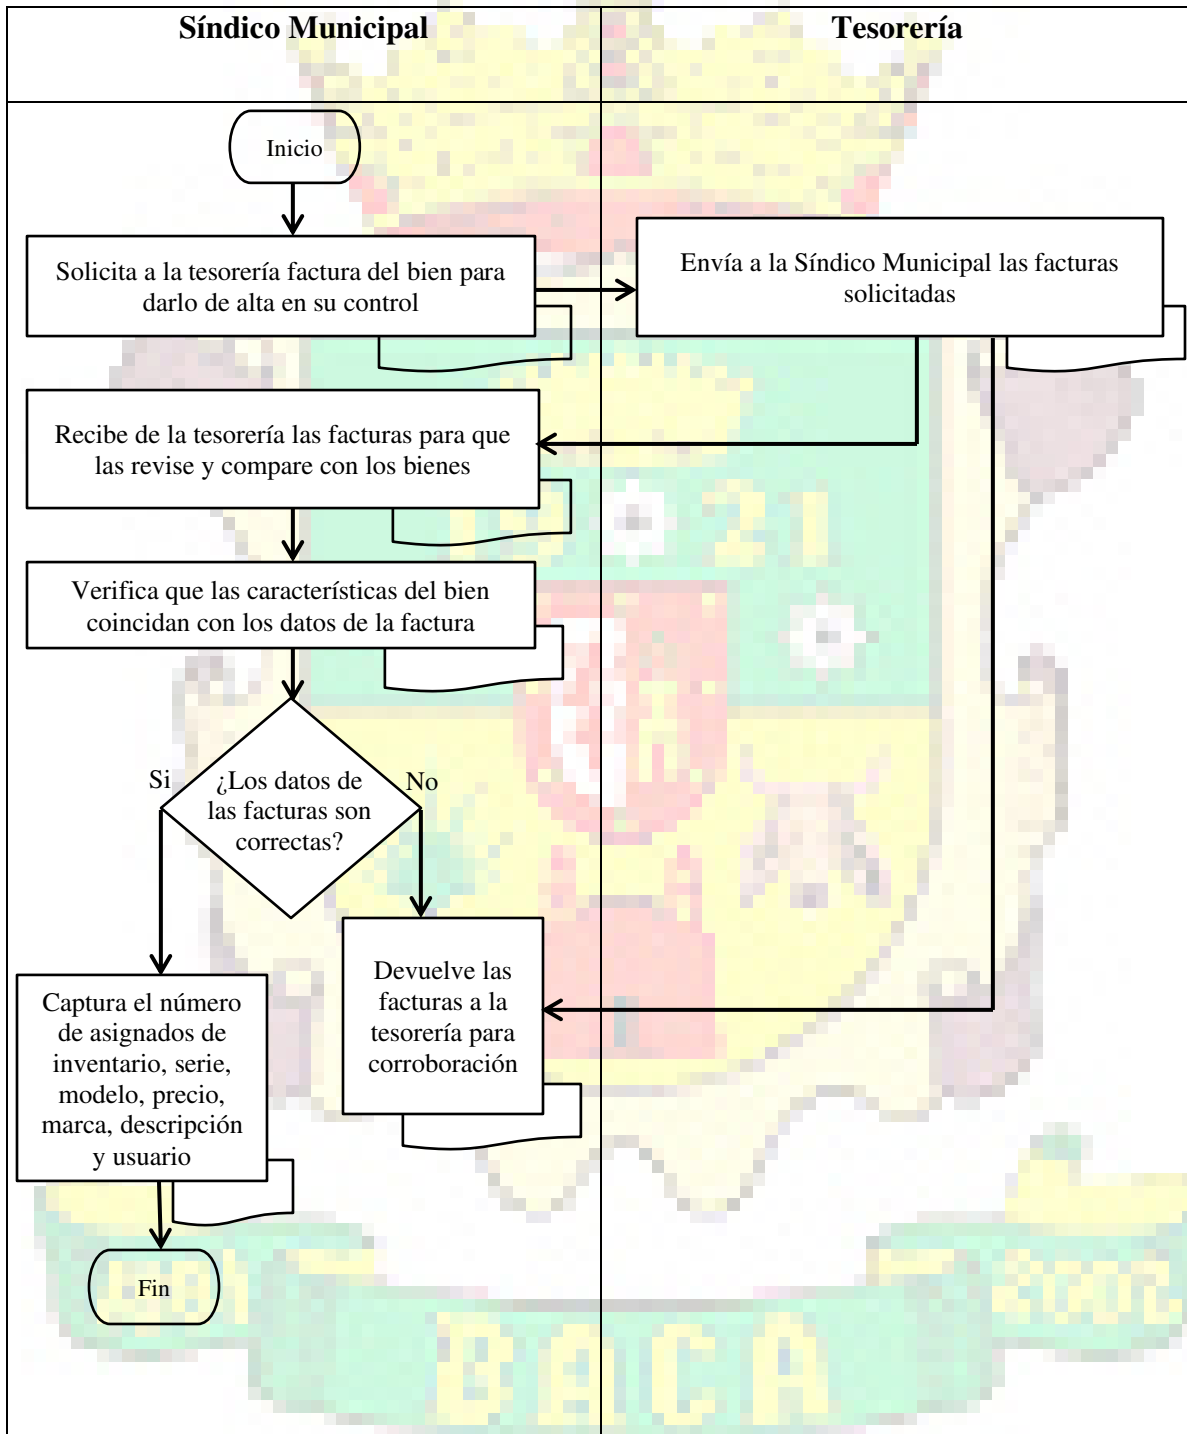 Síndico Municipal
Tesorería
Inicio
Solicita a la tesorería factura del bien para
darlo de alta en su control
Envía a la Síndico Municipal las facturas
solicitadas
Recibe de la tesorería las facturas para que
las revise y compare con los bienes
21
Verifica que las características del bien
coincidan con los datos de la factura
Si
¿Los datos de
las facturas son
correctas?
No
Devuelve las
facturas a la
tesorería para
corroboración
Captura el número
de asignados de
inventario, serie,
modelo, precio,
marca, descripción
y usuario
Fin
BACA